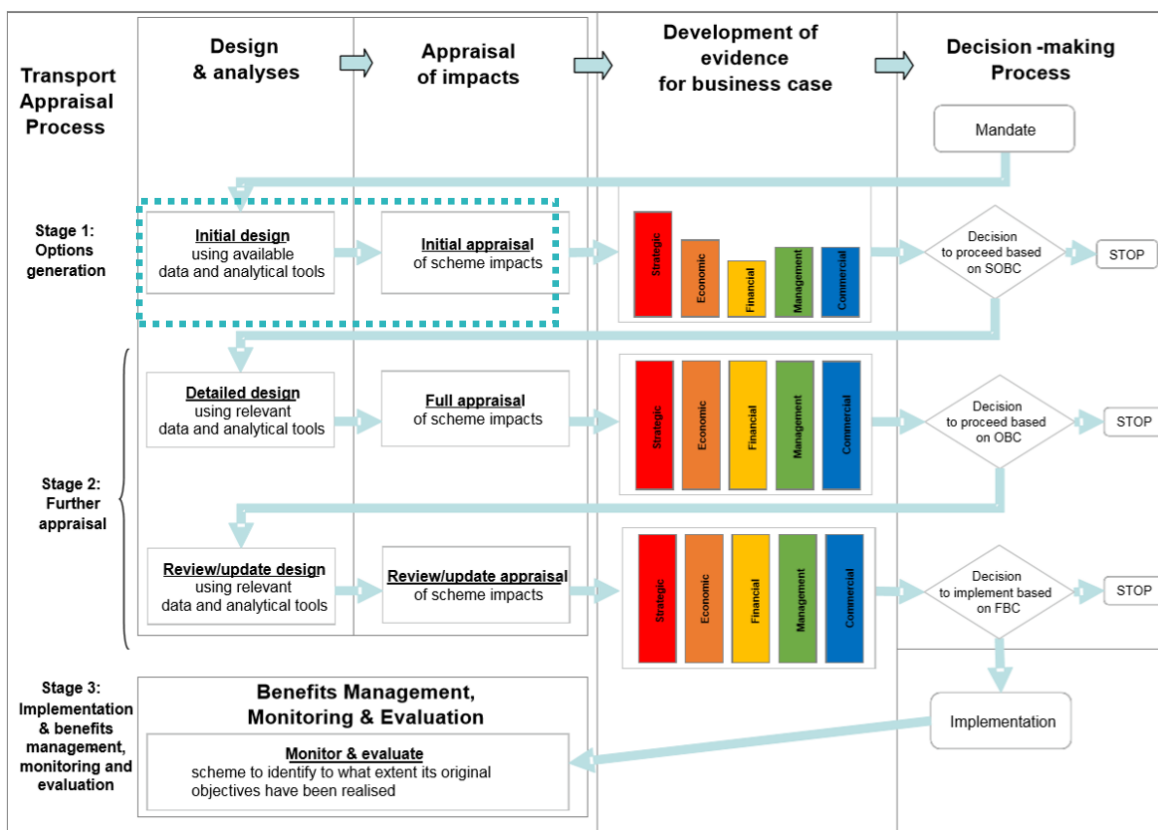 Transport
Appraisal
Process
Design
& analyses
Appraisal
of impacts
Development of
evidence
for business case
Decision -making
Process
Mandate
Stage 1:
Options
generation
Initial design
using available
data and analytical tools
Initial appraisal
of scheme impacts
Strategic
Economic
Financial
Management
Commercial
Decision
to proceed based
on SOBC
STOP
Stage 2:
Further
appraisal
Detailed design
using relevant
data and analytical tools
Full appraisal
of scheme impacts
Strategic
Economic
Financial
Management
Commercial
Decision
to proceed based
on OBC
STOP
Review/update design
using relevant
data and analytical tools
Review/update appraisal
of scheme impacts
Strategic
Economic
Financial
Management
Commercial
Decision
to implement based
on FBC
STOP
Stage 3:
Implementation
& benefits
management,
monitoring and
evaluation
Benefits Management,
Monitoring & Evaluation
Monitor & evaluate
scheme to identify to what extent its original
objectives have been realised
Implementation